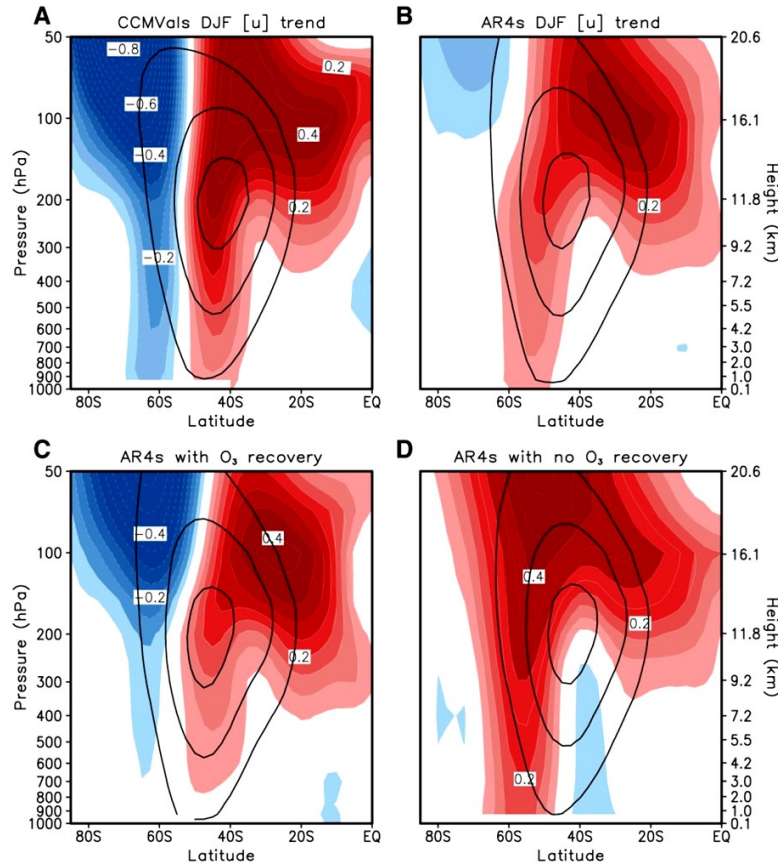 A
CCMVals DJF [u] trend
50
100
200
300
400
500
600
700
800
900
1000
Pressure (hPa)
-0.8
-0.6
-0.4
-0.2
0.2
0.4
0.2
80S 60S 40S 20S EQ
Latitude
B
AR4s DJF [u] trend
0.2
20.6
16.1
11.8
9.2
7.2
5.5
4.2
3.0
2.0
1.0
0.1
Height (km)
80S 60S 40S 20S EQ
Latitude
C
AR4s with O₃ recovery
50
100
200
300
400
500
600
700
800
900
1000
Pressure (hPa)
-0.4
-0.2
0.4
0.2
80S 60S 40S 20S EQ
Latitude
D
AR4s with no O₃ recovery
0.4
0.2
0.2
20.6
16.1
11.8
9.2
7.2
5.5
4.2
3.0
2.0
1.0
0.1
Height (km)
80S 60S 40S 20S EQ
Latitude